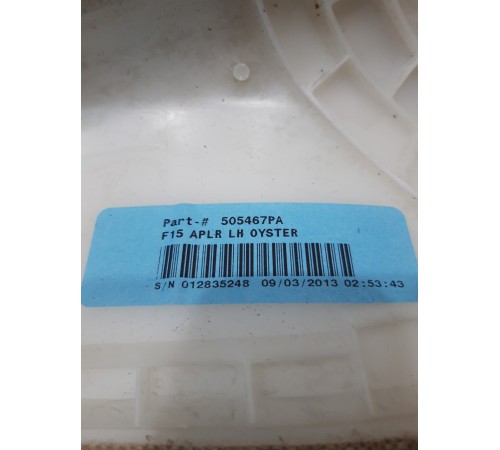 Part-# 505467PA
F15 APLR LH OYSTER
S/N 012835248 09/03/2013 02:53:43